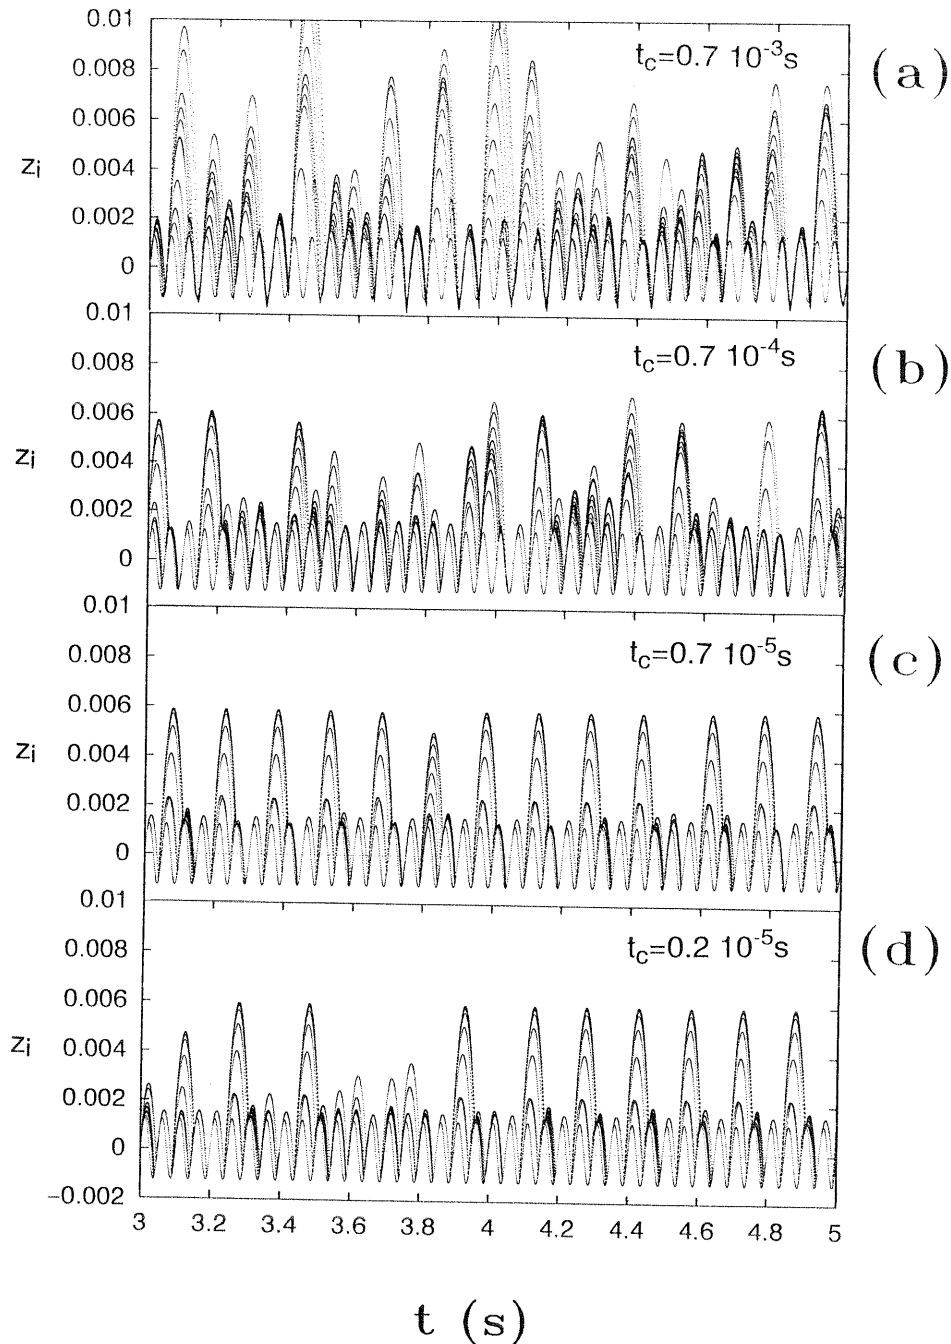 0.01
t_c=0.7 10^-3 s
(a)
0.008
0.006
z_i
0.004
0.002
0
0.01
t_c=0.7 10^-4 s
(b)
0.008
0.006
z_i
0.004
0.002
0
0.01
t_c=0.7 10^-5 s
(c)
0.008
0.006
z_i
0.004
0.002
0
0.01
t_c=0.2 10^-5 s
(d)
0.008
0.006
z_i
0.004
0.002
0
−0.002
3 3.2 3.4 3.6 3.8 4 4.2 4.4 4.6 4.8 5
t (s)